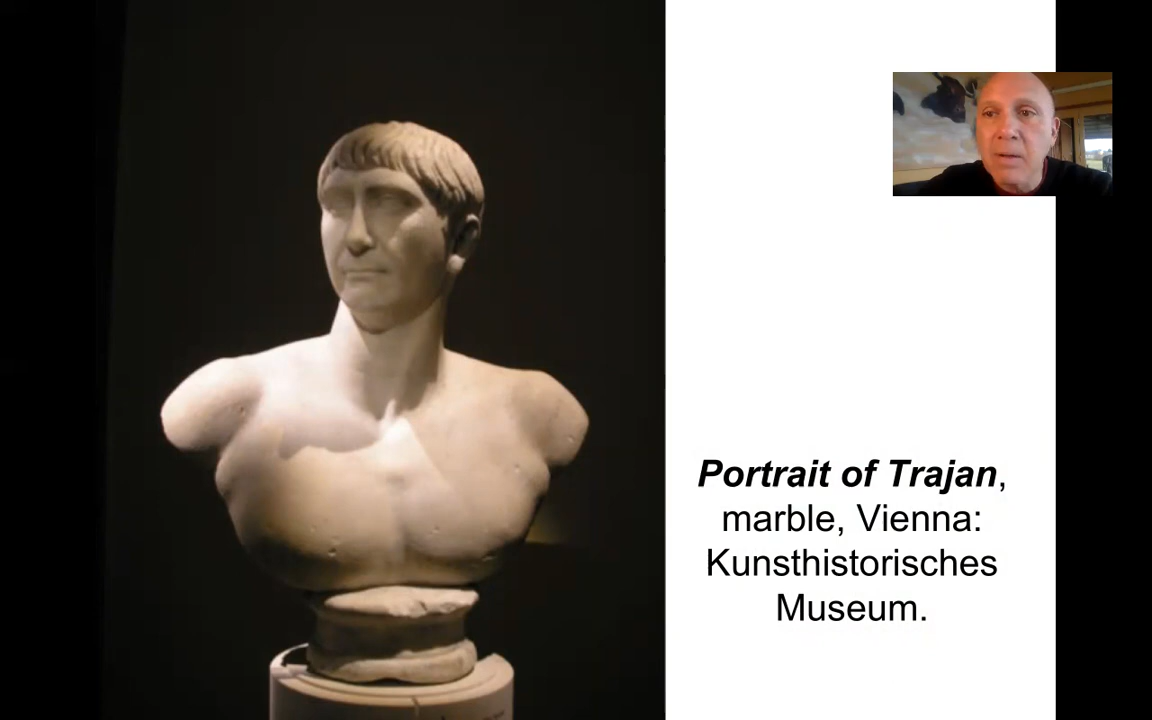 Portrait of Trajan,
marble, Vienna:
Kunsthistorisches
Museum.